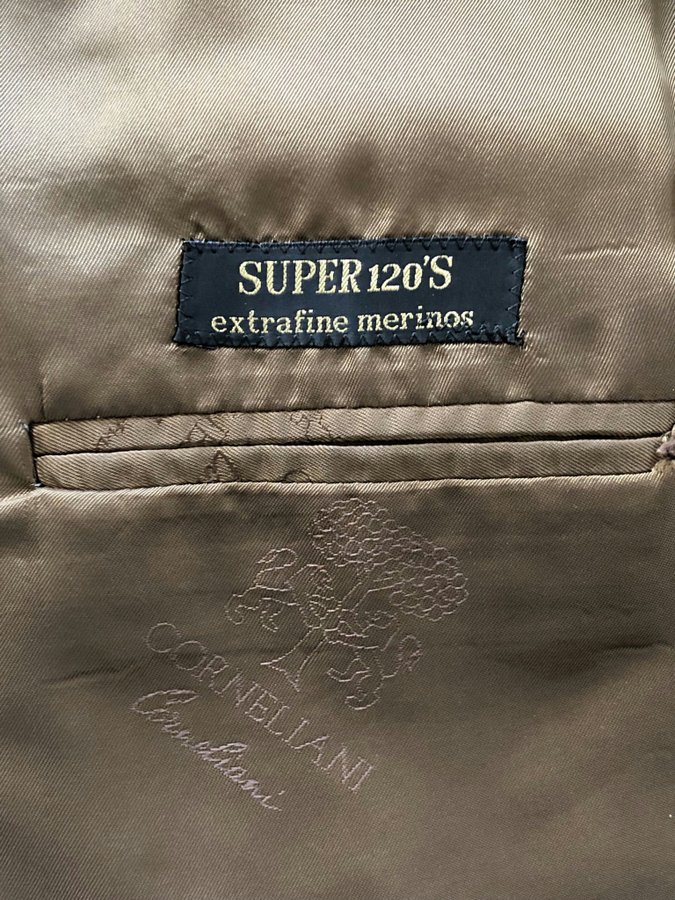 SUPER 120'S
extrafine merinos
CORNELIANI
Corneliani